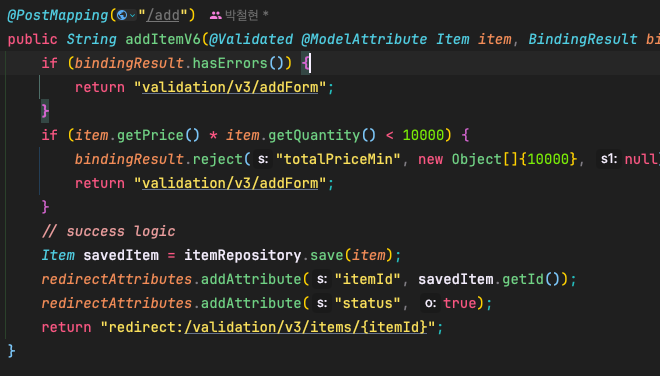 @PostMapping("/add") 박철현 *
public String addItemV6(@Validated @ModelAttribute Item item, BindingResult bi
if (bindingResult.hasErrors()) {
return "validation/v3/addForm";
}
if (item.getPrice() * item.getQuantity() < 10000) {
bindingResult.reject( s: "totalPriceMin", new Object[]{10000}, s1: null)
return "validation/v3/addForm";
}
// success logic
Item savedItem = itemRepository.save(item);
redirectAttributes.addAttribute( s: "itemId", savedItem.getId());
redirectAttributes.addAttribute( s: "status", o: true);
return "redirect:/validation/v3/items/{itemId}";
}